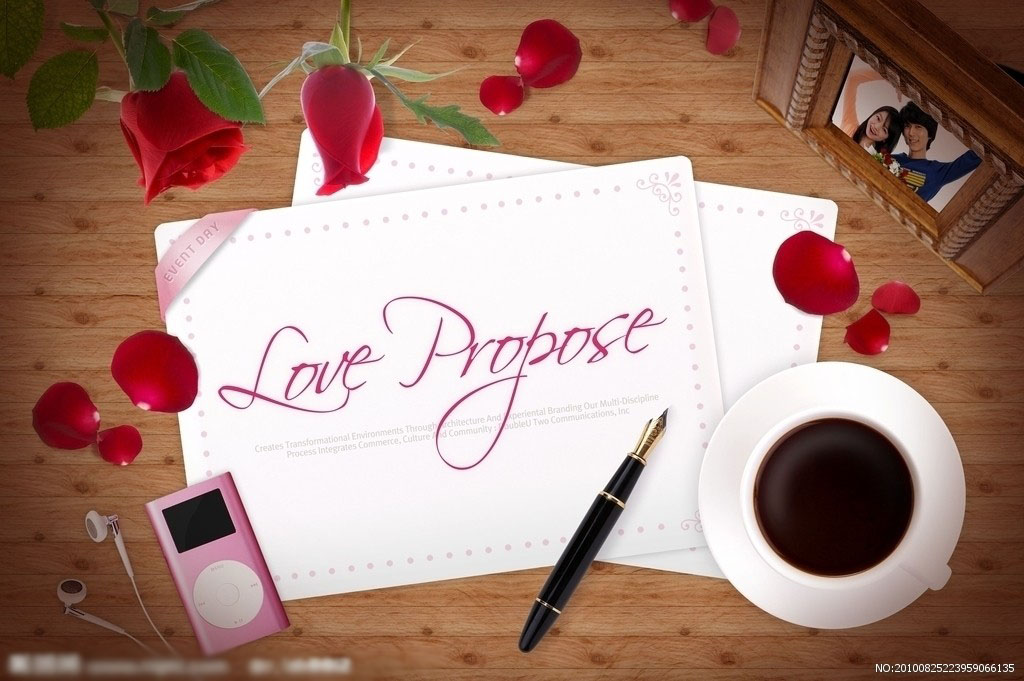 EVENT DAY
Love Propose
Creates Transformational Environments Through Architecture And Experiential Branding Our Multi-Discipline
Process Integrates Commerce, Culture And Community : DoubleU Two Communications, Inc
MENU
NO:20100825223959066135